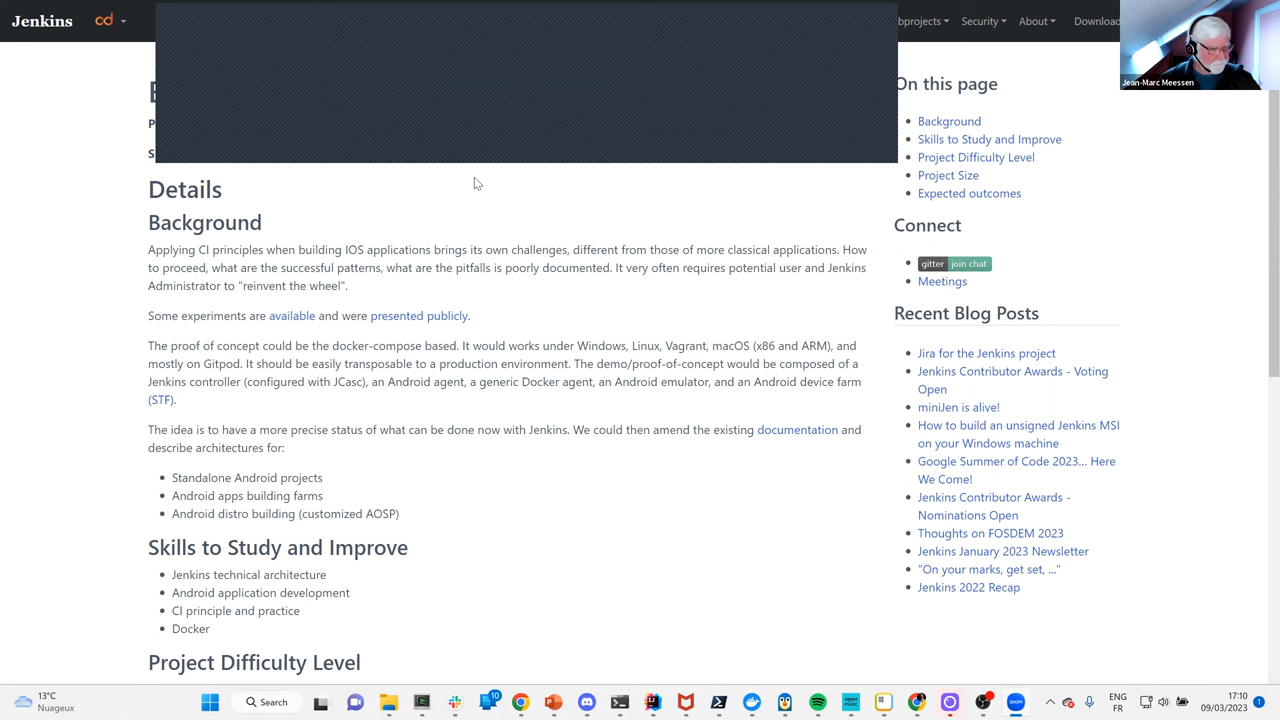 Jenkins
cd
bprojects
Security
About
Download
Jean-Marc Meessen
P
S
Details
Background
Applying CI principles when building IOS applications brings its own challenges, different from those of more classical applications. How
to proceed, what are the successful patterns, what are the pitfalls is poorly documented. It very often requires potential user and Jenkins
Administrator to "reinvent the wheel".
Some experiments are available and were presented publicly.
The proof of concept could be the docker-compose based. It would works under Windows, Linux, Vagrant, macOS (x86 and ARM), and
mostly on Gitpod. It should be easily transposable to a production environment. The demo/proof-of-concept would be composed of a
Jenkins controller (configured with JCasc), an Android agent, a generic Docker agent, an Android emulator, and an Android device farm
(STF).
The idea is to have a more precise status of what can be done now with Jenkins. We could then amend the existing documentation and
describe architectures for:
Standalone Android projects
Android apps building farms
Android distro building (customized AOSP)
Skills to Study and Improve
Jenkins technical architecture
Android application development
CI principle and practice
Docker
Project Difficulty Level
On this page
Background
Skills to Study and Improve
Project Difficulty Level
Project Size
Expected outcomes
Connect
gitter join chat
Meetings
Recent Blog Posts
Jira for the Jenkins project
Jenkins Contributor Awards - Voting
Open
miniJen is alive!
How to build an unsigned Jenkins MSI
on your Windows machine
Google Summer of Code 2023... Here
We Come!
Jenkins Contributor Awards -
Nominations Open
Thoughts on FOSDEM 2023
Jenkins January 2023 Newsletter
"On your marks, get set, ..."
Jenkins 2022 Recap
13°C
Nuageux
Search
10
zoom
ENG
FR
17:10
09/03/2023
1